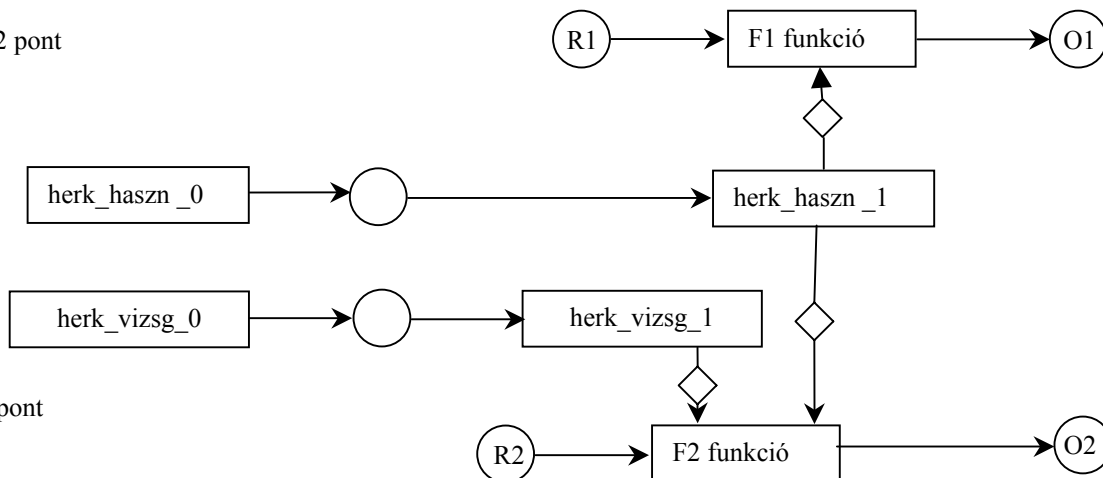 2 pont
R1
F1 funkció
O1
herk_haszn _0
herk_haszn _1
herk_vizsg_0
herk_vizsg_1
pont
R2
F2 funkció
O2